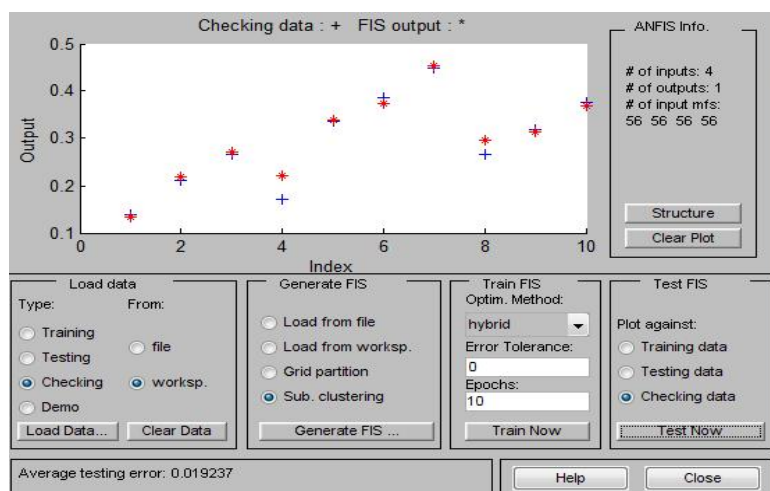 Checking data : + FIS output : *
0.5
0.4
0.3
0.2
0.1
Output
0 2 4 6 8 10
Index
ANFIS Info.
# of inputs: 4
# of outputs: 1
# of input mfs:
56 56 56 56
Structure
Clear Plot
Load data
Type: From:
Training
Testing
Checking
Demo
file
worksp.
Load Data...
Clear Data
Generate FIS
Load from file
Load from worksp.
Grid partition
Sub. clustering
Generate FIS ...
Train FIS
Optim. Method:
hybrid
Error Tolerance:
0
Epochs:
10
Train Now
Test FIS
Plot against:
Training data
Testing data
Checking data
Test Now
Average testing error: 0.019237
Help
Close